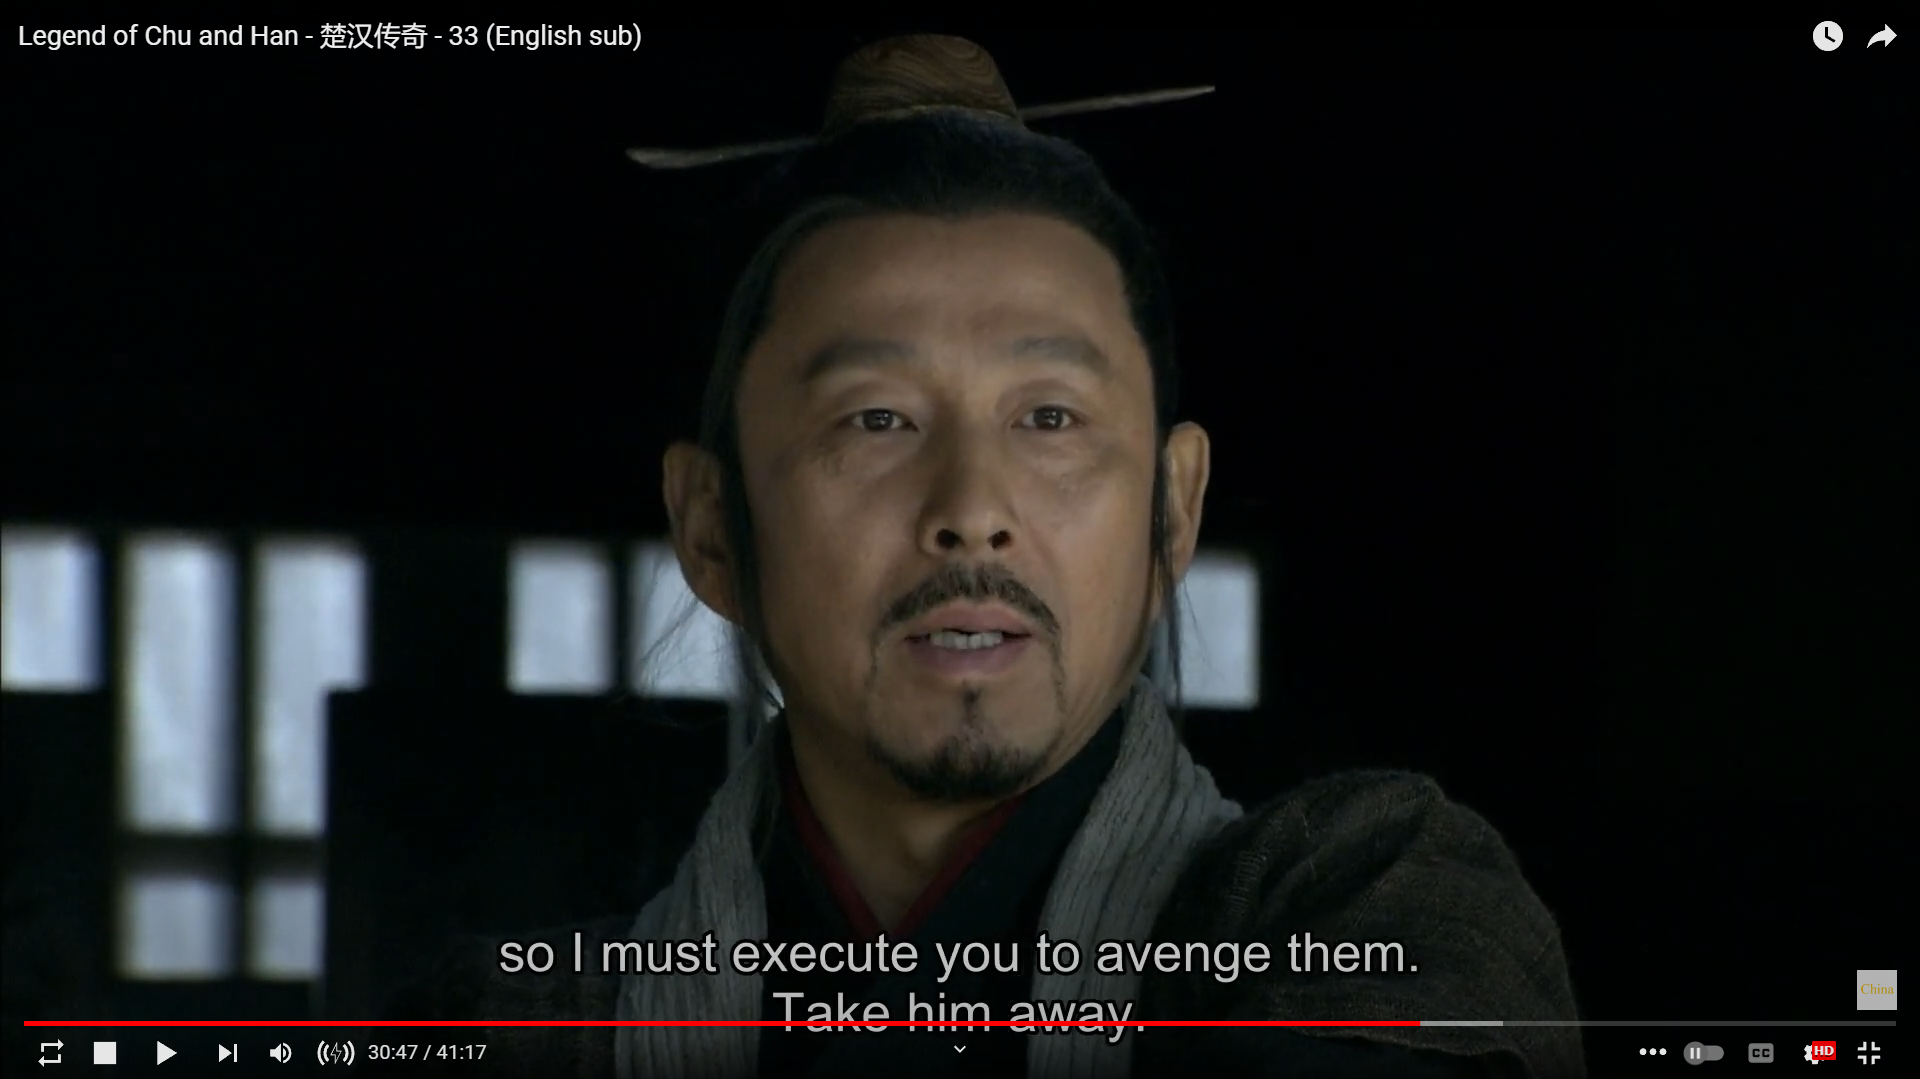 Legend of Chu and Han - 楚汉传奇 - 33 (English sub)
so I must execute you to avenge them.
Take him away.
China
30:47 / 41:17
CC
HD